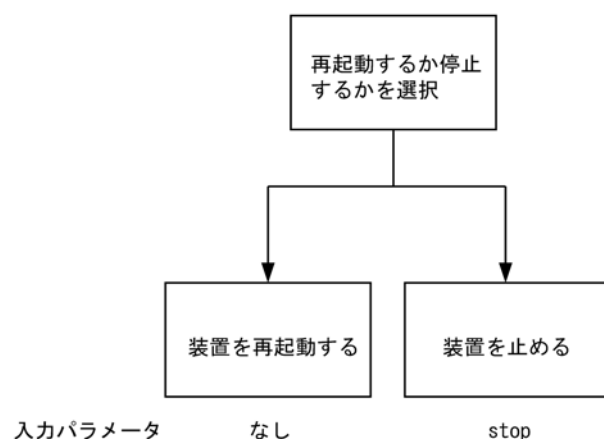 再起動するか停止
するかを選択
装置を再起動する
装置を止める
入力パラメータ なし stop